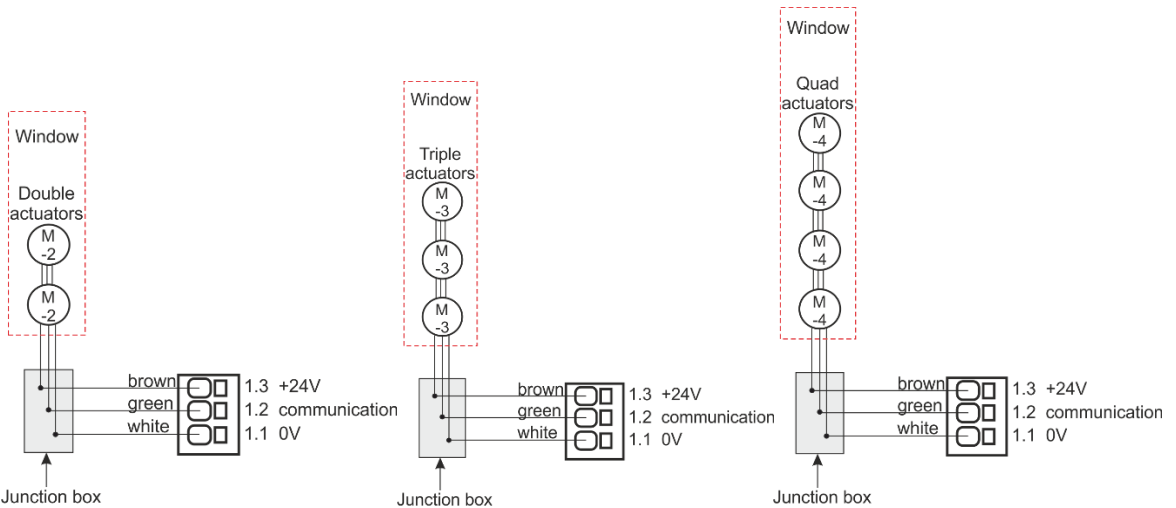 Window
Double
actuators
M
-2
M
-2
brown
1.3 +24V
green
1.2 communication
white
1.1 0V
Junction box
Window
Triple
actuators
M
-3
M
-3
M
-3
brown
1.3 +24V
green
1.2 communication
white
1.1 0V
Junction box
Window
Quad
actuators
M
-4
M
-4
M
-4
M
-4
brown
1.3 +24V
green
1.2 communication
white
1.1 0V
Junction box